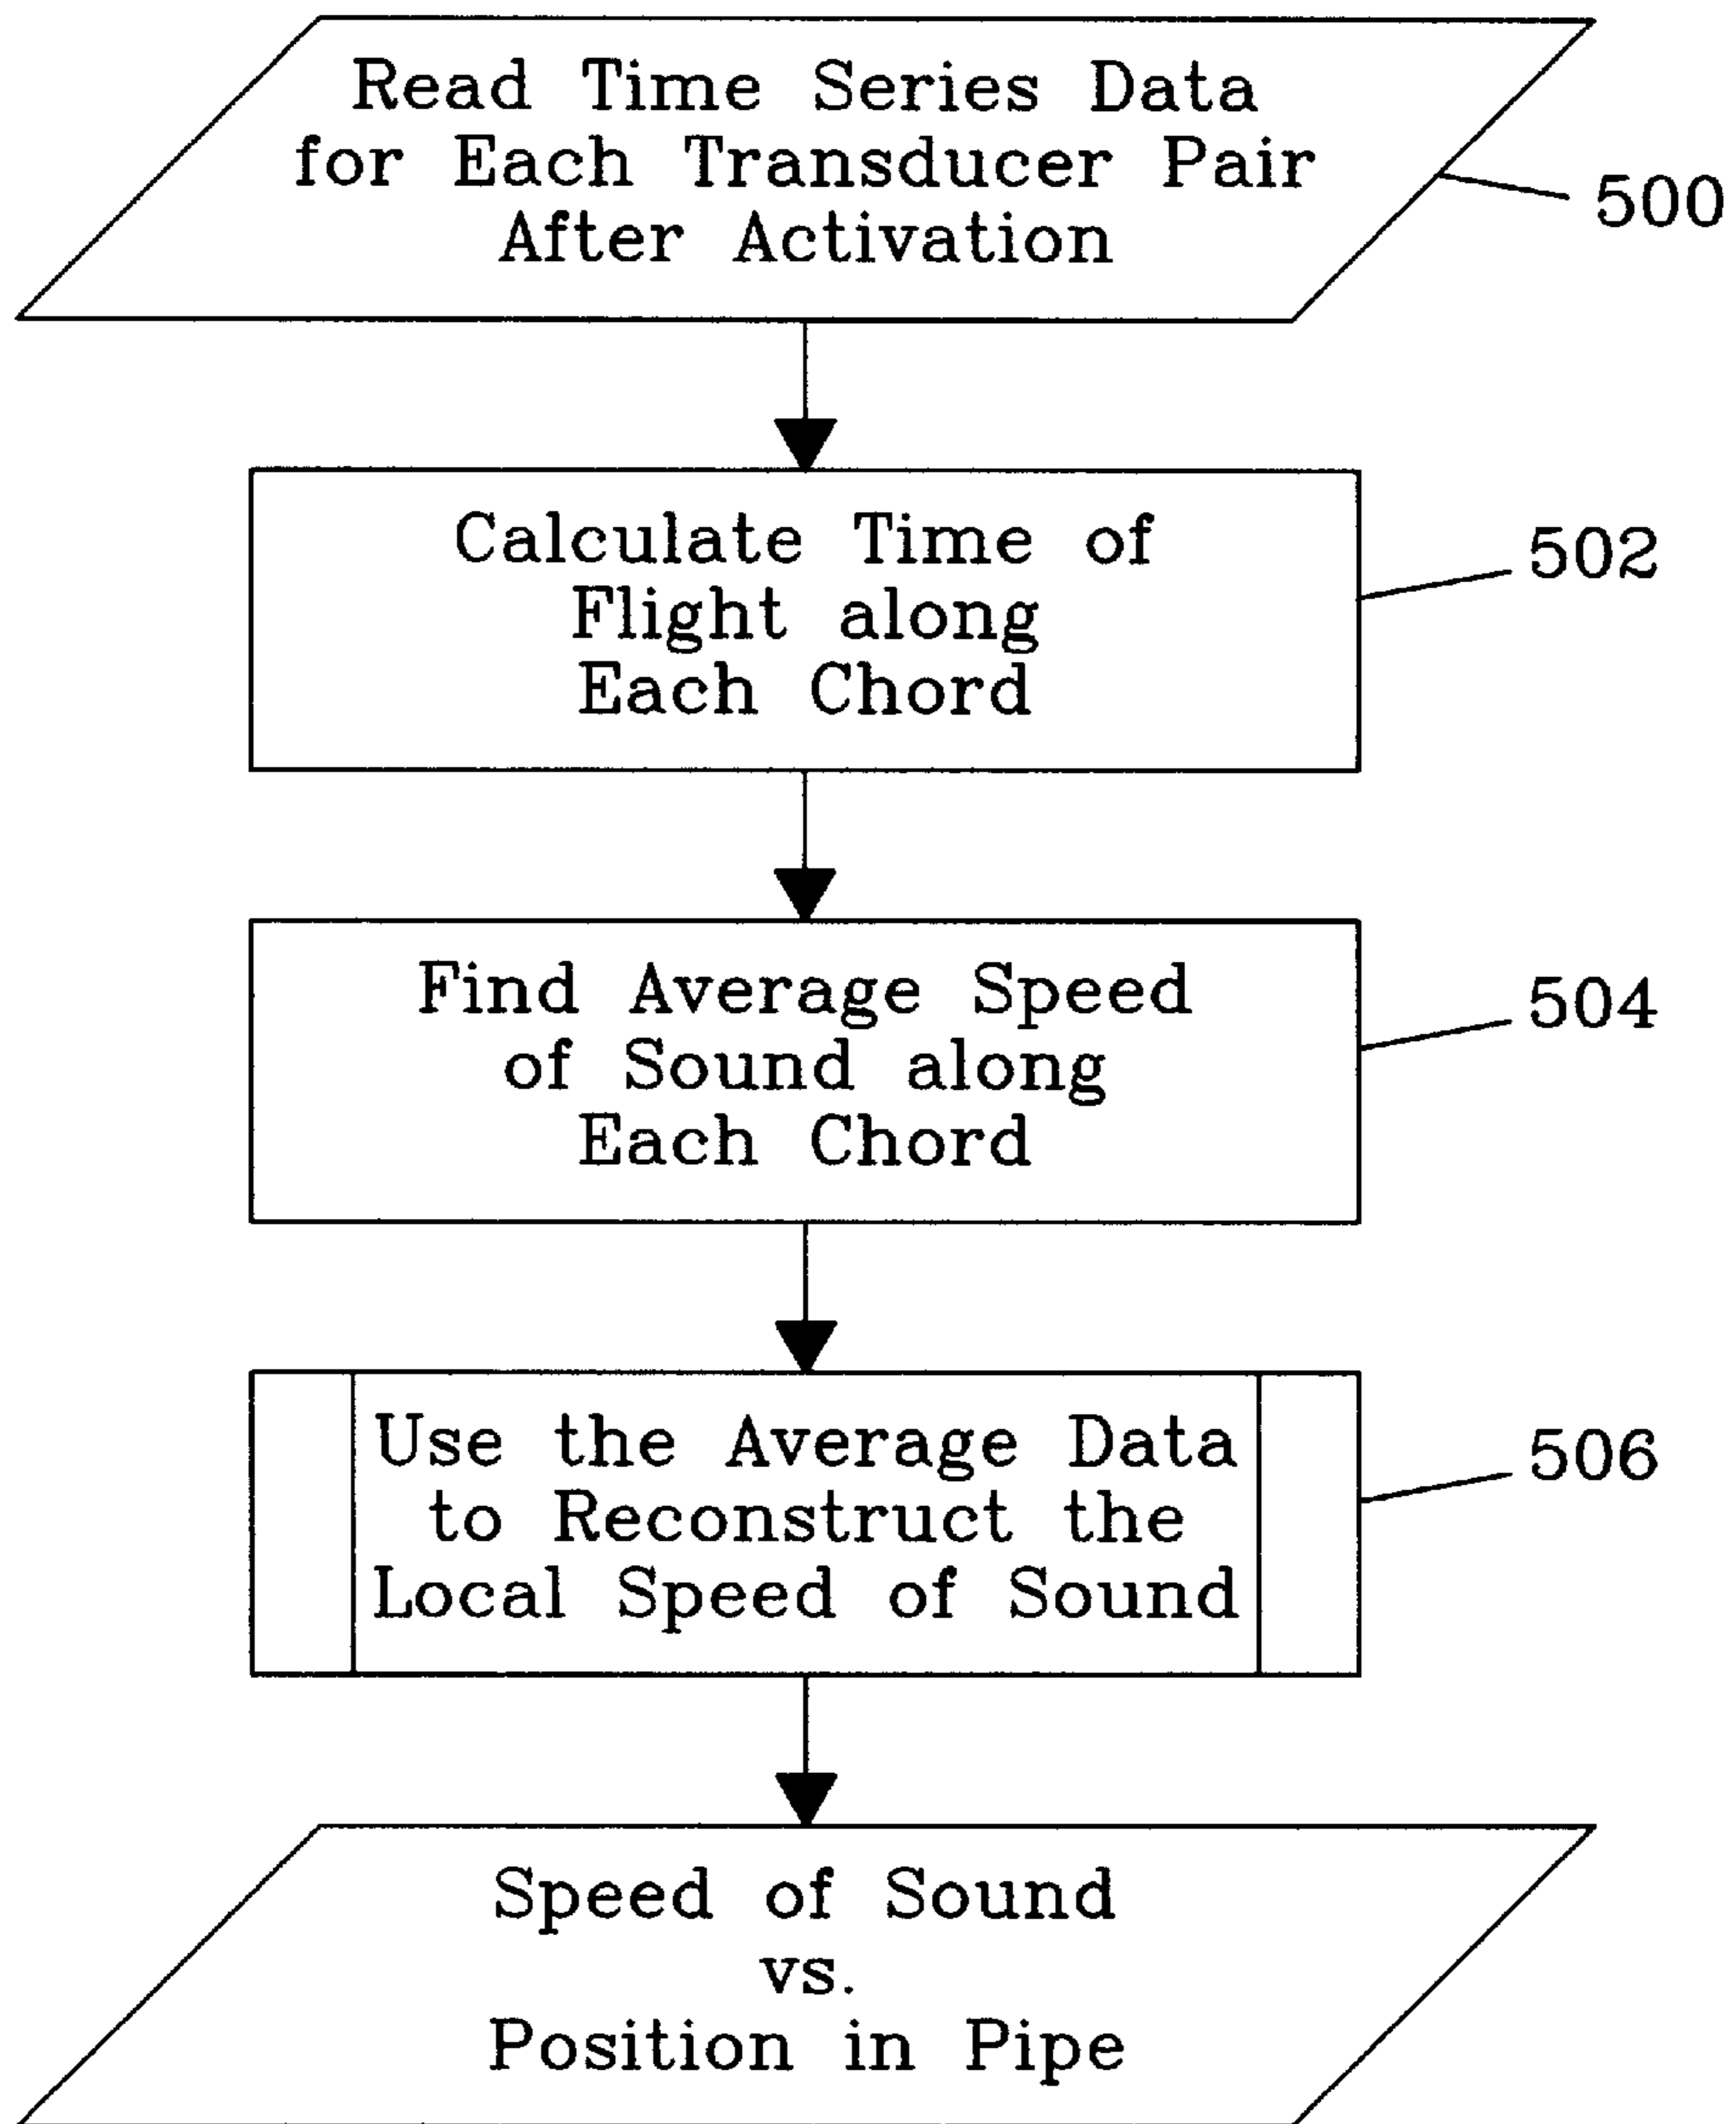 Read Time Series Data
for Each Transducer Pair
After Activation
500
Calculate Time of
Flight along
Each Chord
502
Find Average Speed
of Sound along
Each Chord
504
Use the Average Data
to Reconstruct the
Local Speed of Sound
506
Speed of Sound
vs.
Position in Pipe